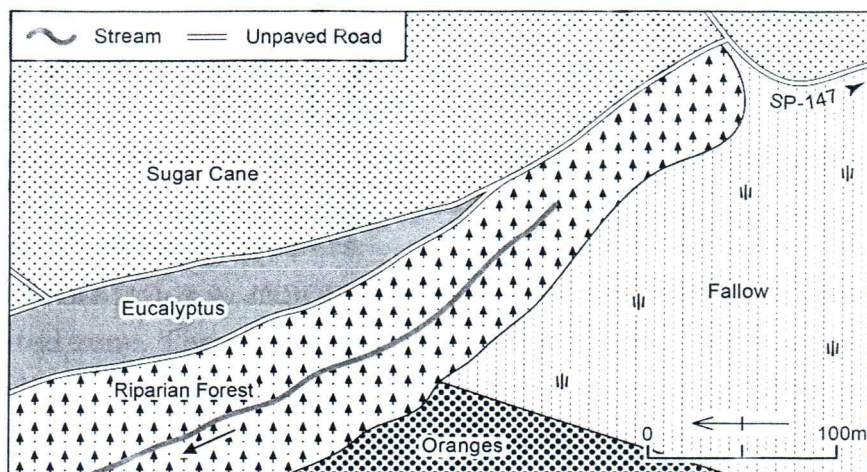 Stream
Unpaved Road
SP-147
Sugar Cane
Fallow
Eucalyptus
Riparian Forest
Oranges
0
100m